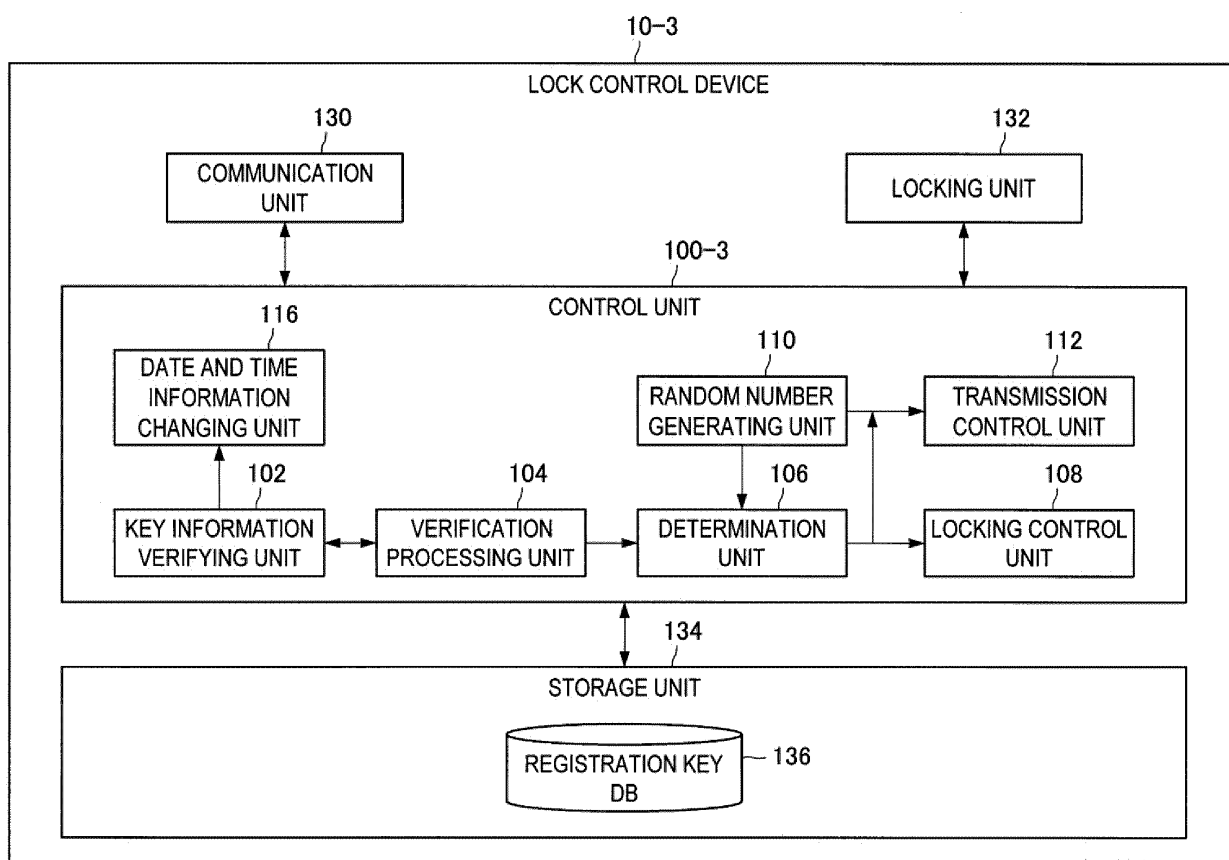 10-3
LOCK CONTROL DEVICE
130
COMMUNICATION
UNIT
132
LOCKING UNIT
100-3
CONTROL UNIT
116
DATE AND TIME
INFORMATION
CHANGING UNIT
110
RANDOM NUMBER
GENERATING UNIT
112
TRANSMISSION
CONTROL UNIT
102
KEY INFORMATION
VERIFYING UNIT
104
VERIFICATION
PROCESSING UNIT
106
DETERMINATION
UNIT
108
LOCKING CONTROL
UNIT
134
STORAGE UNIT
REGISTRATION KEY
DB
136